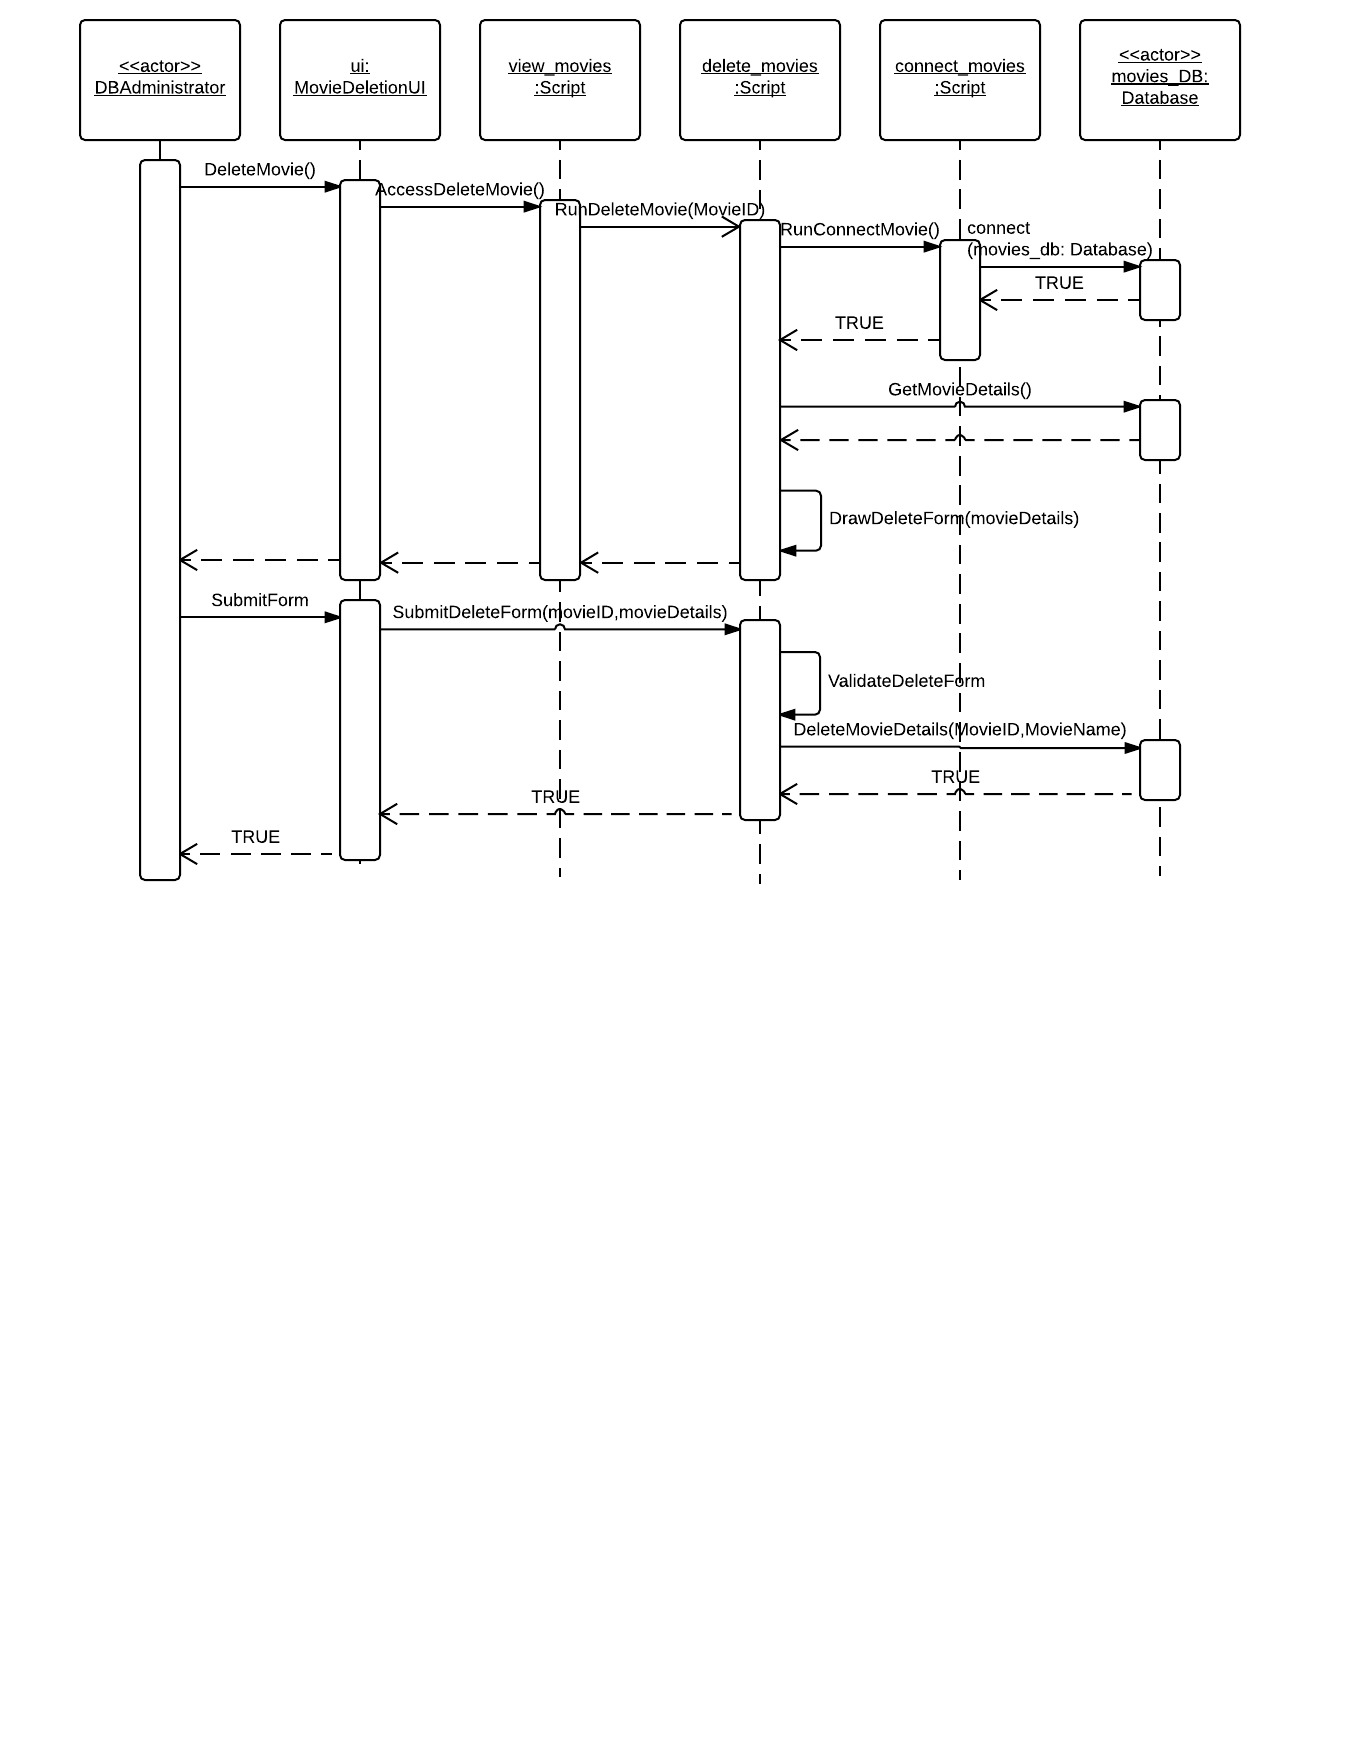 <<actor>>
DBAdministrator
ui:
MovieDeletionUI
view_movies
:Script
delete_movies
:Script
connect_movies
:Script
<<actor>>
movies_DB:
Database
DeleteMovie()
AccessDeleteMovie()
RunDeleteMovie(MovieID)
RunConnectMovie()
connect
(movies_db: Database)
TRUE
TRUE
GetMovieDetails()
DrawDeleteForm(movieDetails)
SubmitForm
SubmitDeleteForm(movieID,movieDetails)
ValidateDeleteForm
DeleteMovieDetails(MovieID,MovieName)
TRUE
TRUE
TRUE